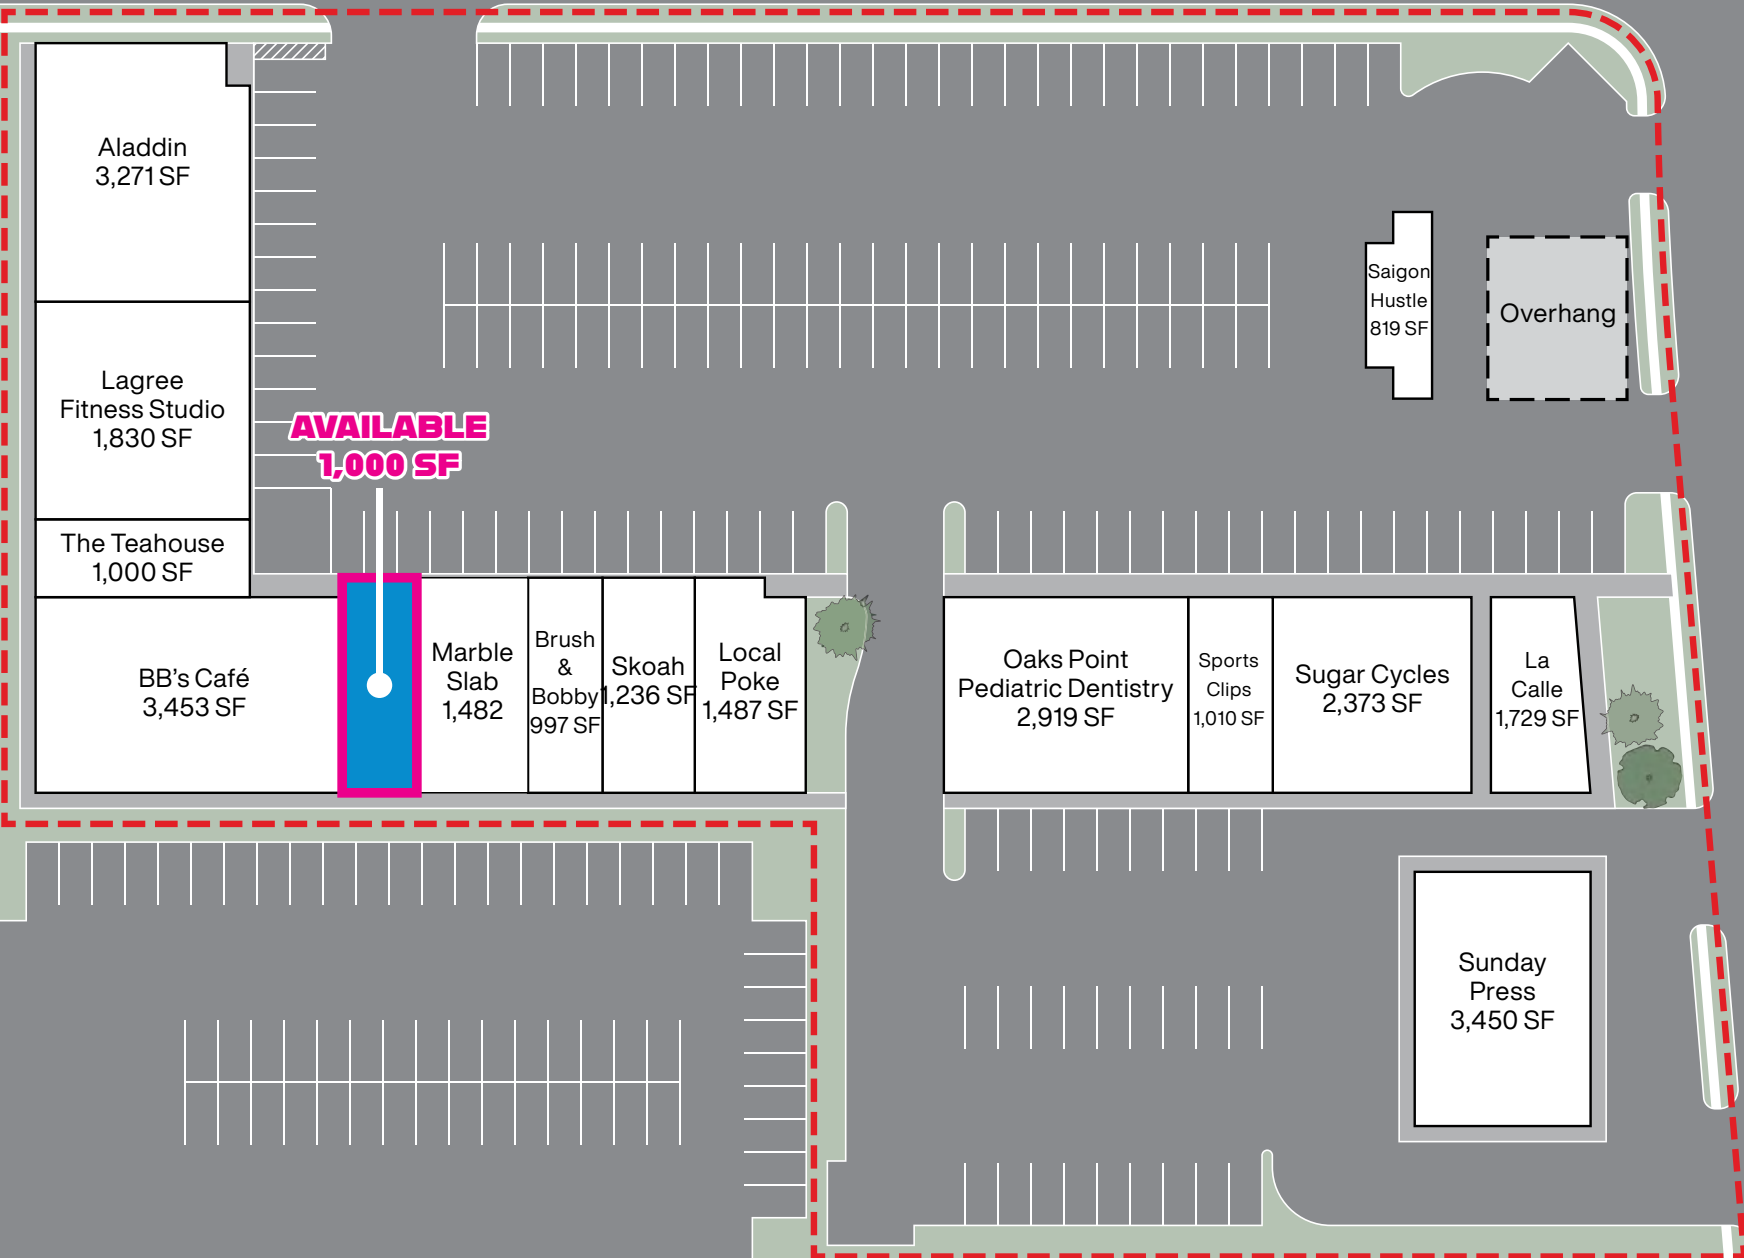 Aladdin
3,271 SF
Lagree
Fitness Studio
1,830 SF
The Teahouse
1,000 SF
BB's Café
3,453 SF
AVAILABLE
1,000 SF
Marble
Slab
1,482
Brush
&
Bobby
997 SF
Skoah
1,236 SF
Local
Poke
1,487 SF
Saigon
Hustle
819 SF
Overhang
Oaks Point
Pediatric Dentistry
2,919 SF
Sports
Clips
1,010 SF
Sugar Cycles
2,373 SF
La
Calle
1,729 SF
Sunday
Press
3,450 SF